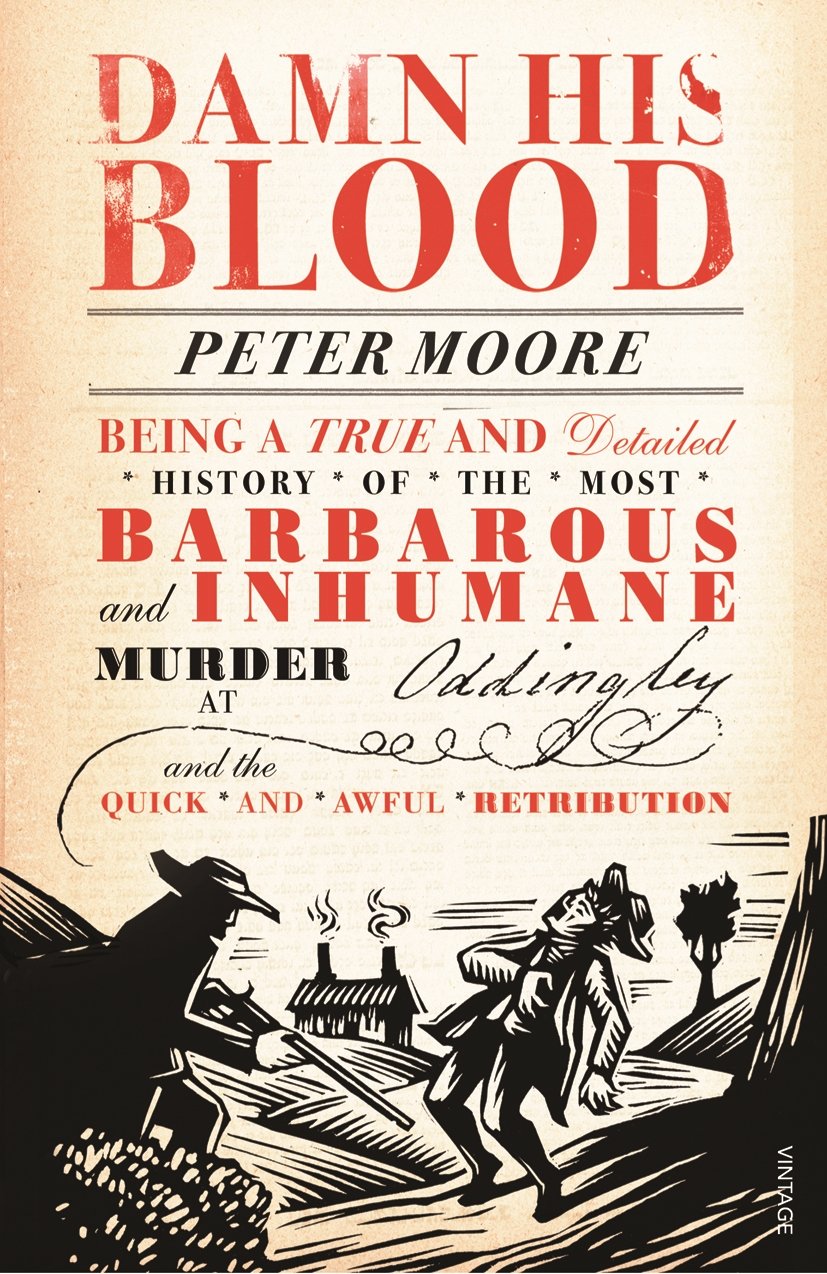 DAMN HIS
BLOOD
PETER MOORE
BEING A TRUE AND Detailed
* HISTORY * OF * THE * MOST *
BARBAROUS
and INHUMANE
MURDER
AT
Oddingley
and the
QUICK * AND * AWFUL * RETRIBUTION
VINTAGE